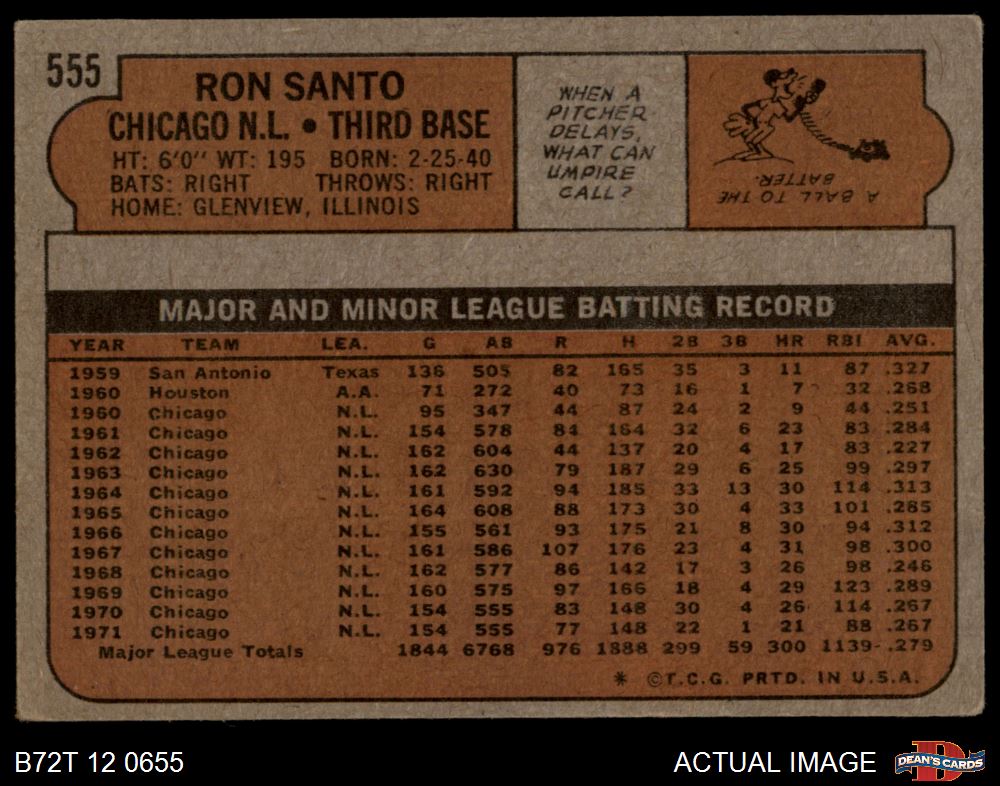 555
RON SANTO
CHICAGO N.L. • THIRD BASE
HT: 6'0" WT: 195 BORN: 2-25-40
BATS: RIGHT THROWS: RIGHT
HOME: GLENVIEW, ILLINOIS
WHEN A
PITCHER
DELAYS,
WHAT CAN
UMPIRE
CALL?
A BALL TO THE
BATTER.
MAJOR AND MINOR LEAGUE BATTING RECORD
YEAR TEAM LEA. G AB R H 2B 3B HR RBI AVG.
1959 San Antonio Texas 136 505 82 165 35 3 11 87 .327
1960 Houston A.A. 71 272 40 73 16 1 7 32 .268
1960 Chicago N.L. 95 347 44 87 24 2 9 44 .251
1961 Chicago N.L. 154 578 84 164 32 6 23 83 .284
1962 Chicago N.L. 162 604 44 137 20 4 17 83 .227
1963 Chicago N.L. 162 630 79 187 29 6 25 99 .297
1964 Chicago N.L. 161 592 94 185 33 13 30 114 .313
1965 Chicago N.L. 164 608 88 173 30 4 33 101 .285
1966 Chicago N.L. 155 561 93 175 21 8 30 94 .312
1967 Chicago N.L. 161 586 107 176 23 4 31 98 .300
1968 Chicago N.L. 162 577 86 142 17 3 26 98 .246
1969 Chicago N.L. 160 575 97 166 18 4 29 123 .289
1970 Chicago N.L. 154 555 83 148 30 4 26 114 .267
1971 Chicago N.L. 154 555 77 148 22 1 21 88 .267
Major League Totals 1844 6768 976 1888 299 59 300 1139 .279
* ©T.C.G. PRTD. IN U.S.A.
B72T 12 0655
ACTUAL IMAGE
D
DEAN'S CARDS